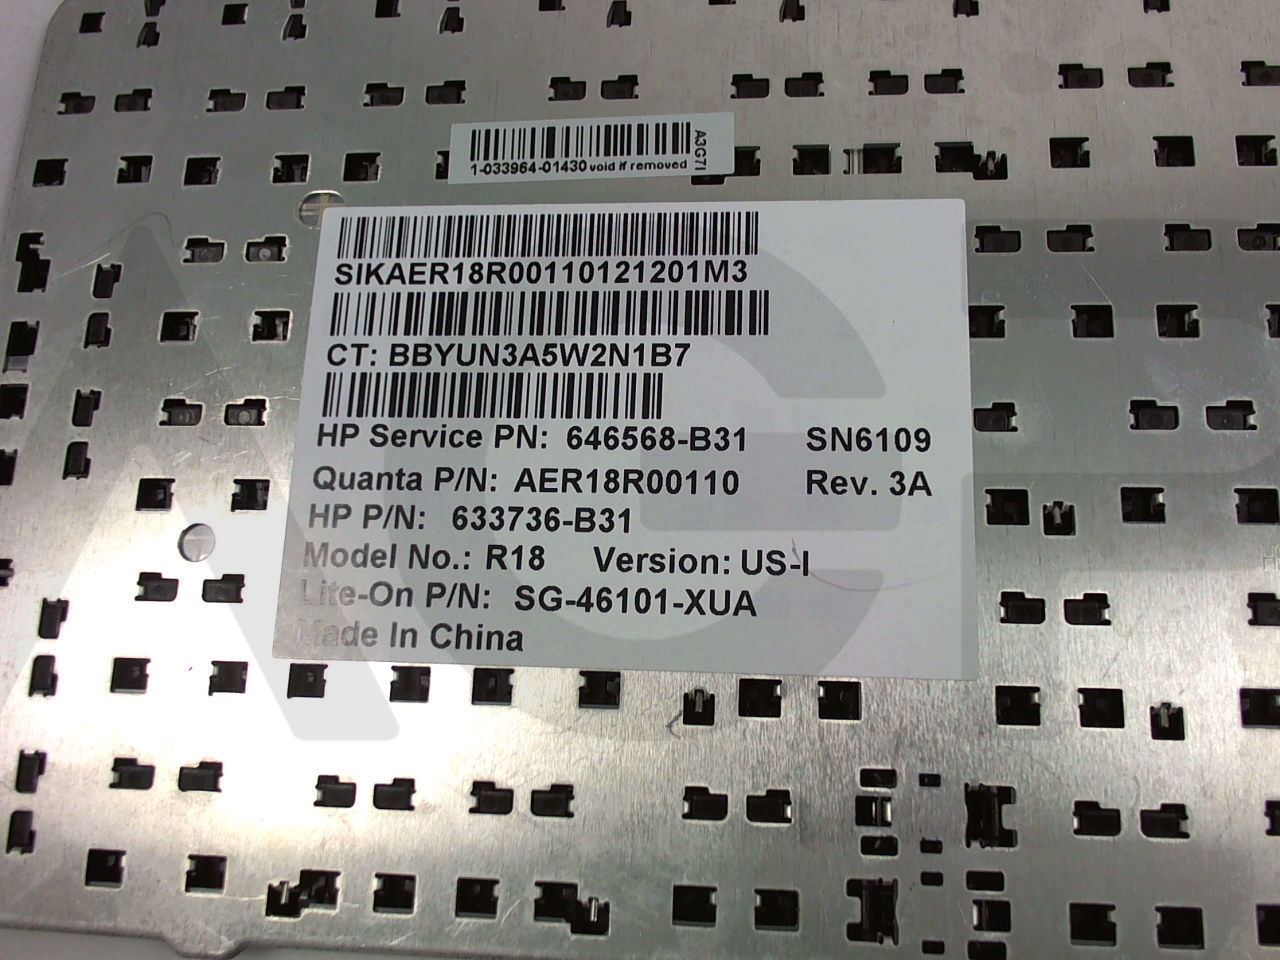 1-033964-01430 void if removed
A3G7I
SIKAER18R00110121201M3
CT: BBYUN3A5W2N1B7
HP Service PN: 646568-B31 SN6109
Quanta P/N: AER18R00110 Rev. 3A
HP P/N: 633736-B31
Model No.: R18 Version: US-I
Lite-On P/N: SG-46101-XUA
Made In China